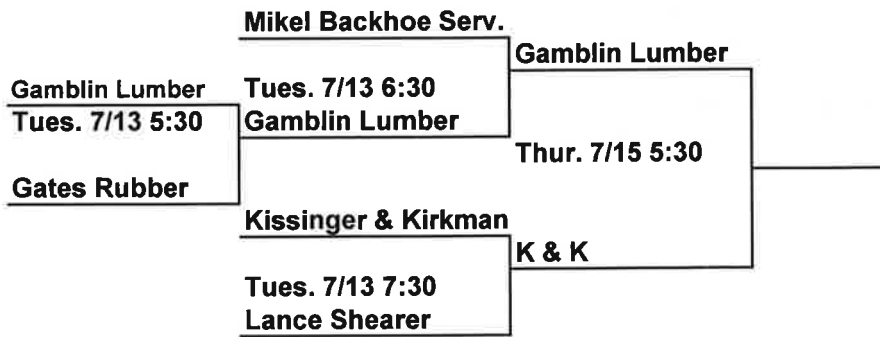 Mikel Backhoe Serv.
Gamblin Lumber
Gamblin Lumber
Tues. 7/13 6:30
Tues. 7/13 5:30
Gamblin Lumber
Thur. 7/15 5:30
Gates Rubber
Kissinger & Kirkman
K & K
Tues. 7/13 7:30
Lance Shearer